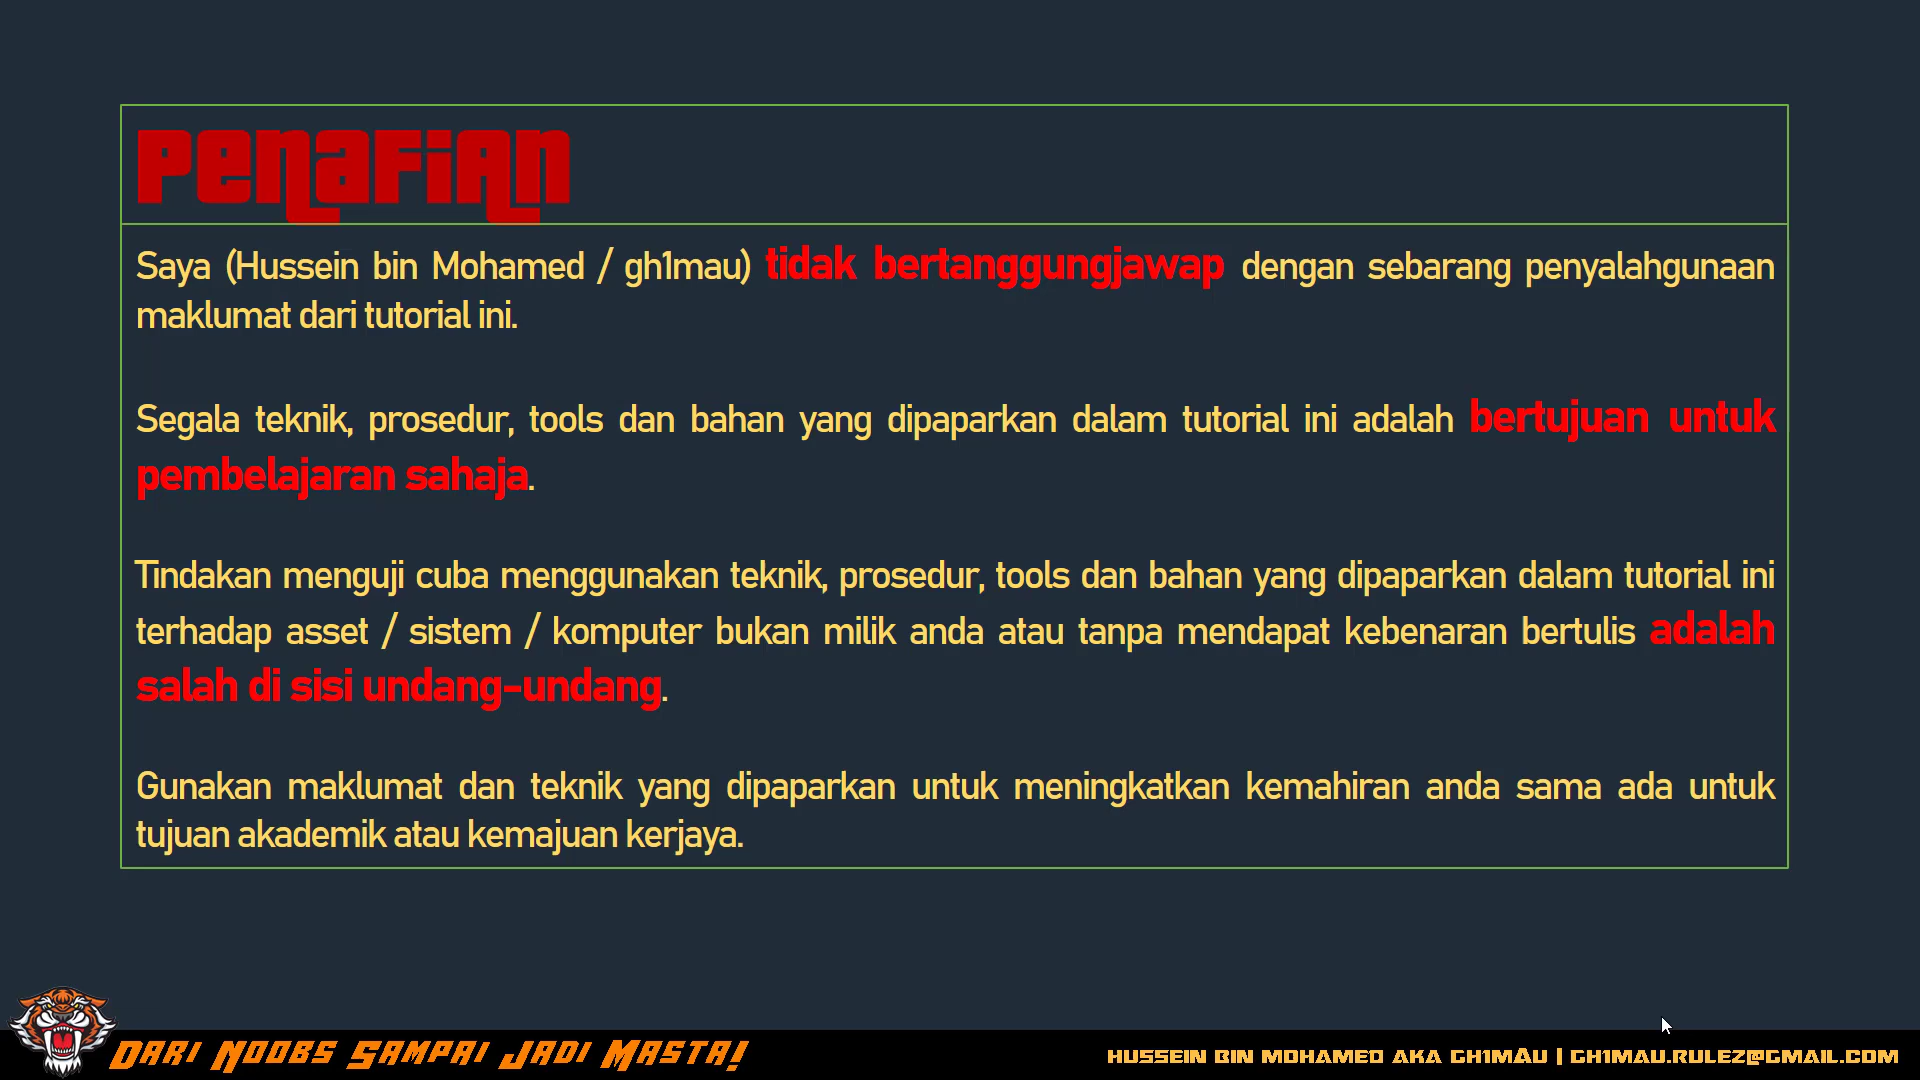 Penafian
Saya (Hussein bin Mohamed / gh1mau) tidak bertanggungjawap dengan sebarang penyalahgunaan
maklumat dari tutorial ini.
Segala teknik, prosedur, tools dan bahan yang dipaparkan dalam tutorial ini adalah bertujuan untuk
pembelajaran sahaja.
Tindakan menguji cuba menggunakan teknik, prosedur, tools dan bahan yang dipaparkan dalam tutorial ini
terhadap asset / sistem / komputer bukan milik anda atau tanpa mendapat kebenaran bertulis adalah
salah di sisi undang-undang.
Gunakan maklumat dan teknik yang dipaparkan untuk meningkatkan kemahiran anda sama ada untuk
tujuan akademik atau kemajuan kerjaya.
Dari Noobs Sampai Jadi Masta!
HUSSEIN BIN MOHAMED AKA GH1MAU | GH1MAU.RULEZ@GMAIL.COM